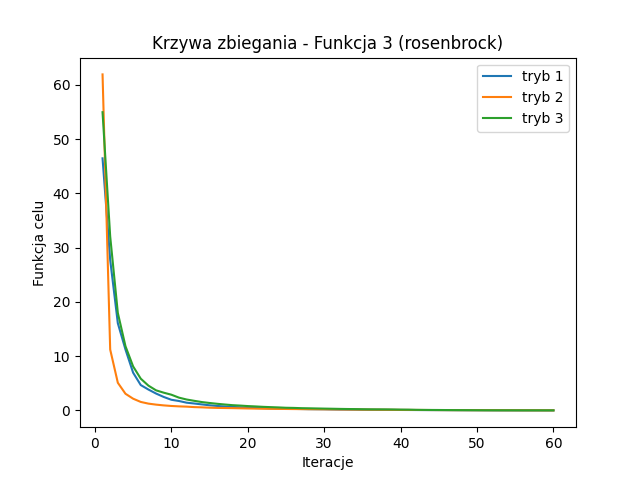 Krzywa zbiegania - Funkcja 3 (rosenbrock)
tryb 1
tryb 2
tryb 3
Funkcja celu
60
50
40
30
20
10
0
0 10 20 30 40 50 60
Iteracje